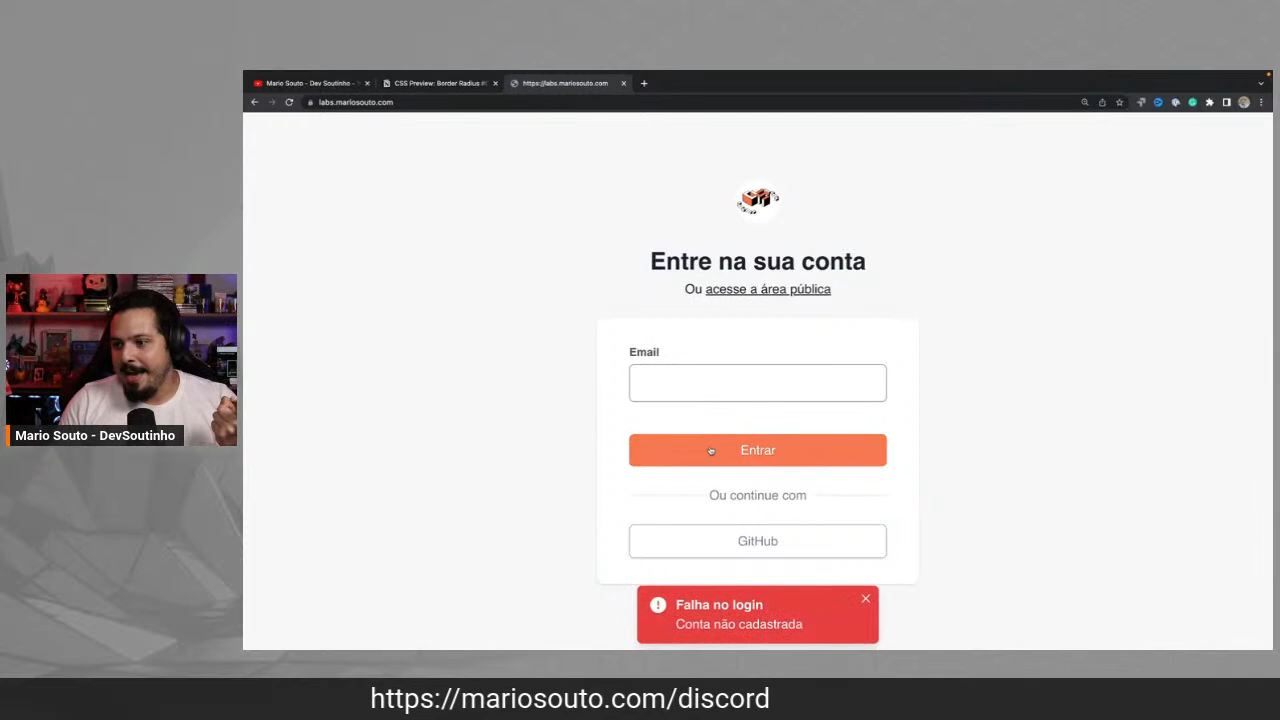 Mario Souto - Dev Soutinho -
CSS Preview: Border Radius
https://labs.mariosouto.com
labs.mariosouto.com
Entre na sua conta
Ou acesse a área pública
Email
Entrar
Ou continue com
GitHub
Falha no login
Conta não cadastrada
Mario Souto - DevSoutinho
https://mariosouto.com/discord